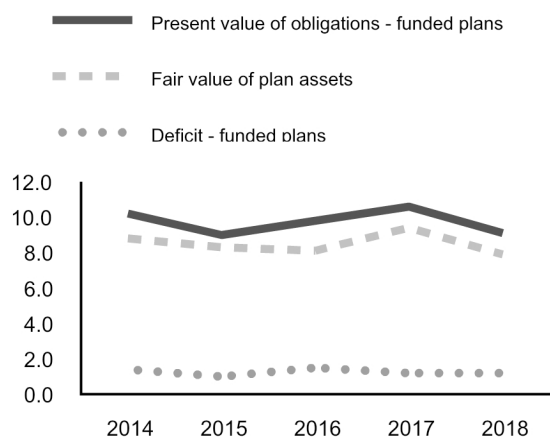 Present value of obligations - funded plans
Fair value of plan assets
Deficit - funded plans
12.0
10.0
8.0
6.0
4.0
2.0
0.0
2014 2015 2016 2017 2018